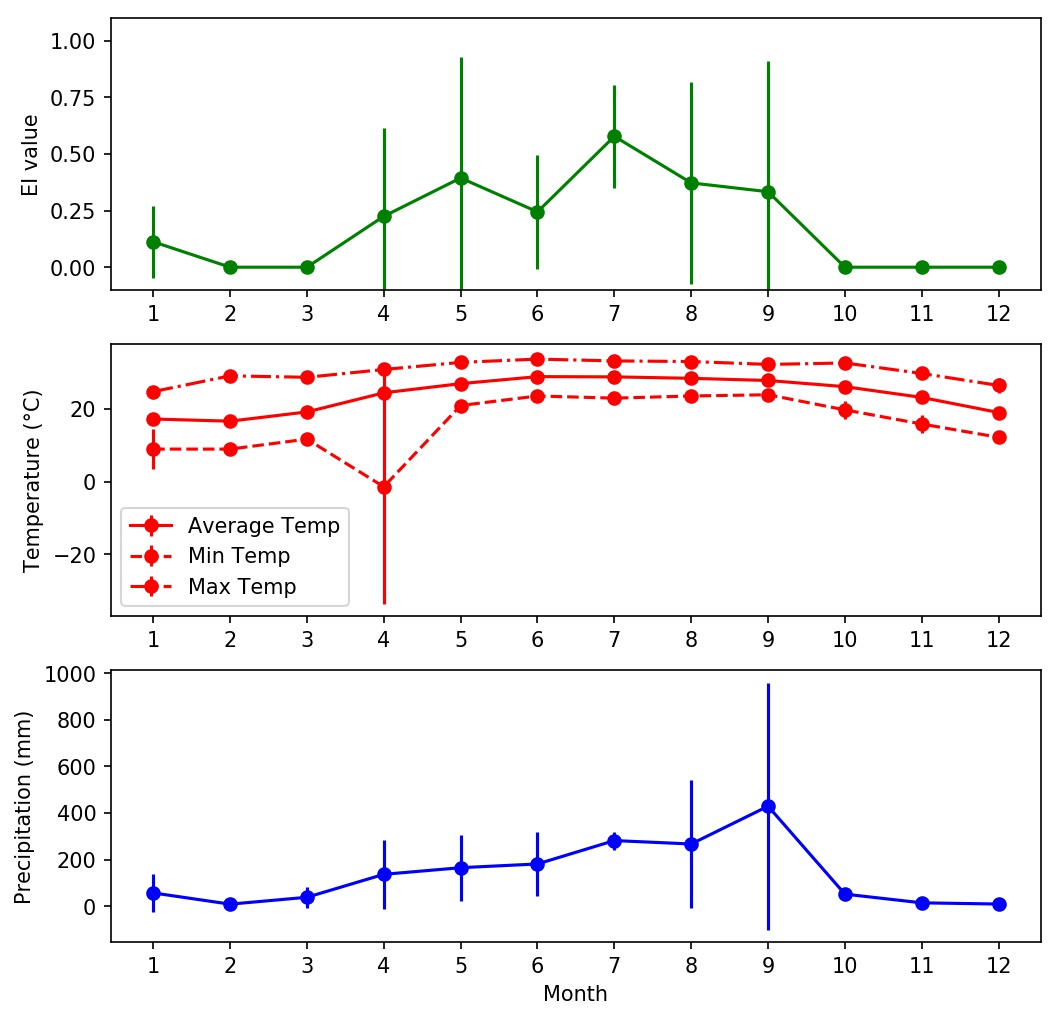 1.00
0.75
0.50
0.25
0.00
EI value
1 2 3 4 5 6 7 8 9 10 11 12
20
0
−20
Temperature (°C)
Average Temp
Min Temp
Max Temp
1 2 3 4 5 6 7 8 9 10 11 12
1000
800
600
400
200
0
Precipitation (mm)
1 2 3 4 5 6 7 8 9 10 11 12
Month